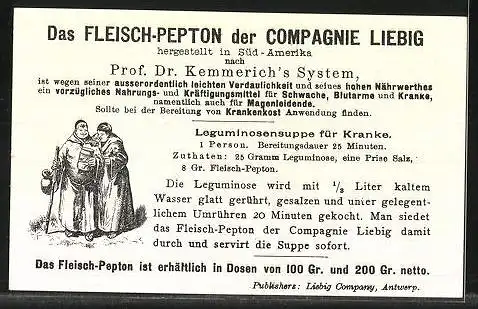 Das FLEISCH-PEPTON der COMPAGNIE LIEBIG
hergestellt in Süd-Amerika
nach
Prof. Dr. Kemmerich's System,
ist wegen seiner ausserordentlich leichten Verdaulichkeit und seines hohen Nährwerthes
ein vorzügliches Nahrungs- und Kräftigungsmittel für Schwache, Blutarme und Kranke,
namentlich auch für Magenleidende.
Sollte bei der Bereitung von Krankenkost Anwendung finden.
Leguminosensuppe für Kranke.
1 Person. Bereitungsdauer 25 Minuten.
Zuthaten: 25 Gramm Leguminose, eine Prise Salz,
8 Gr. Fleisch-Pepton.
Die Leguminose wird mit 1/3 Liter kaltem
Wasser glatt gerührt, gesalzen und unter gelegent-
lichem Umrühren 20 Minuten gekocht. Man siedet
das Fleisch-Pepton der Compagnie Liebig damit
durch und servirt die Suppe sofort.
Das Fleisch-Pepton ist erhältlich in Dosen von 100 Gr. und 200 Gr. netto.
Publishers: Liebig Company, Antwerp.